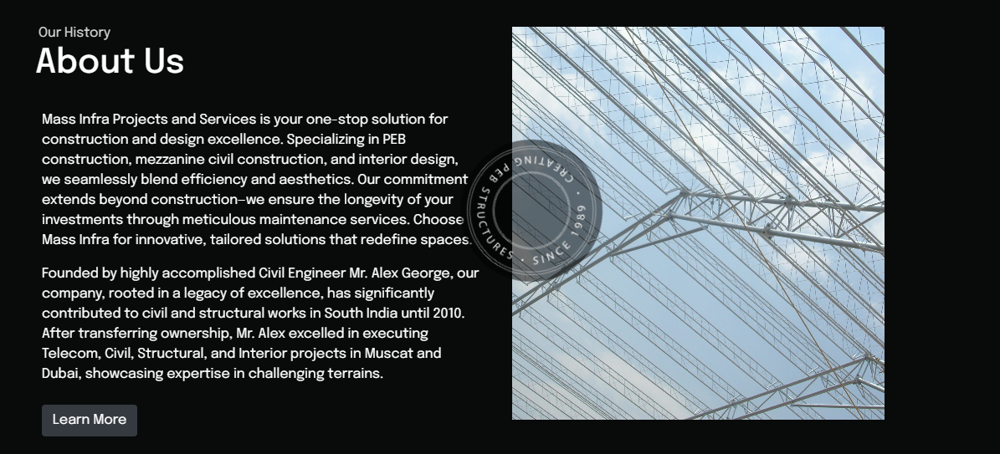 Our History
About Us
Mass Infra Projects and Services is your one-stop solution for
construction and design excellence. Specializing in PEB
construction, mezzanine civil construction, and interior design,
we seamlessly blend efficiency and aesthetics. Our commitment
extends beyond construction—we ensure the longevity of your
investments through meticulous maintenance services. Choose
Mass Infra for innovative, tailored solutions that redefine spaces.
Founded by highly accomplished Civil Engineer Mr. Alex George, our
company, rooted in a legacy of excellence, has significantly
contributed to civil and structural works in South India until 2010.
After transferring ownership, Mr. Alex excelled in executing
Telecom, Civil, Structural, and Interior projects in Muscat and
Dubai, showcasing expertise in challenging terrains.
Learn More
CREATING PEB STRUCTURES • SINCE 1989 •